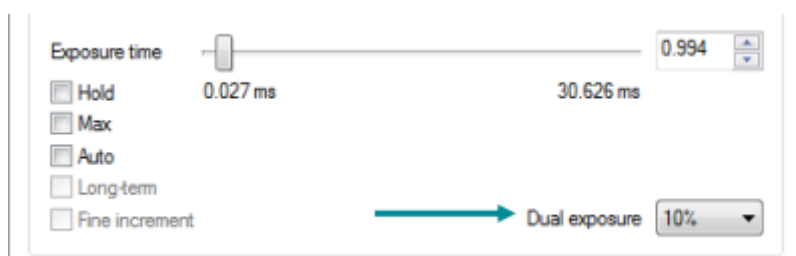 Exposure time 0.994
Hold 0.027 ms 30.626 ms
Max
Auto
Long-term
Fine increment Dual exposure 10%